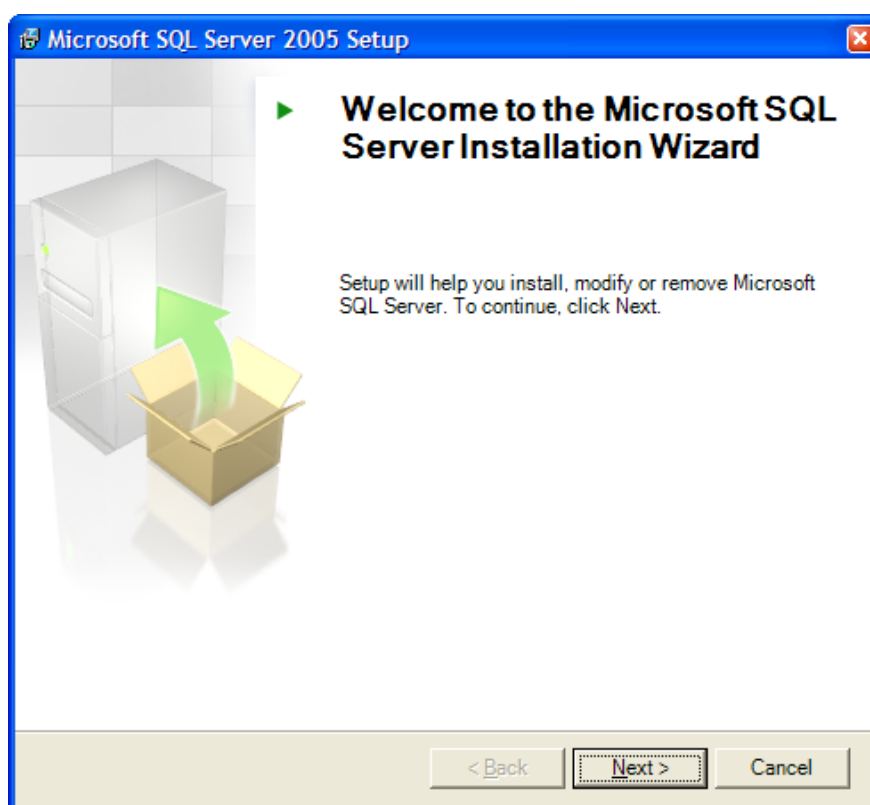 Microsoft SQL Server 2005 Setup
Welcome to the Microsoft SQL
Server Installation Wizard
Setup will help you install, modify or remove Microsoft
SQL Server. To continue, click Next.
< Back
Next >
Cancel